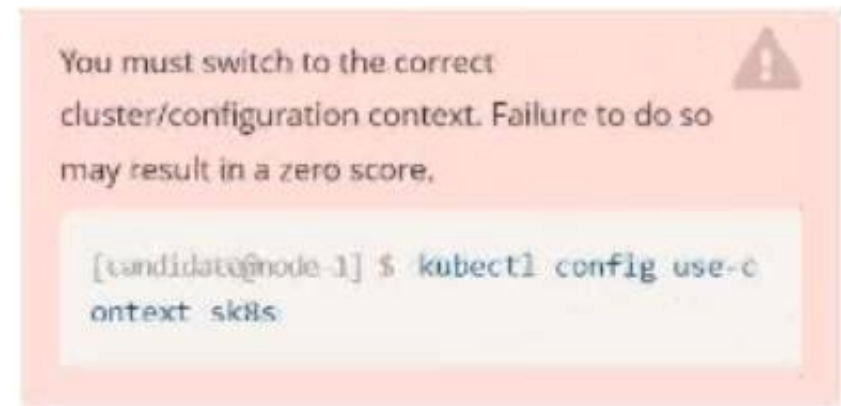 You must switch to the correct
cluster/configuration context. Failure to do so
may result in a zero score.
[candidate@node-1] $ kubectl config use-c
ontext sk8s